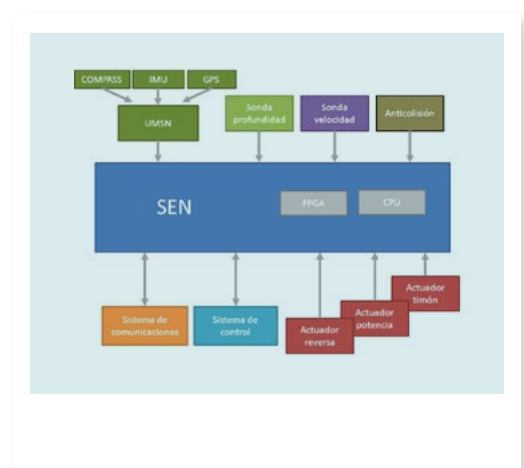 COMPASS IMU GPS
UMSN
Sonda profundidad
Sonda velocidad
Anticolisión
SEN
FPGA
CPU
Sistema de comunicaciones
Sistema de control
Actuador reversa
Actuador potencia
Actuador timón